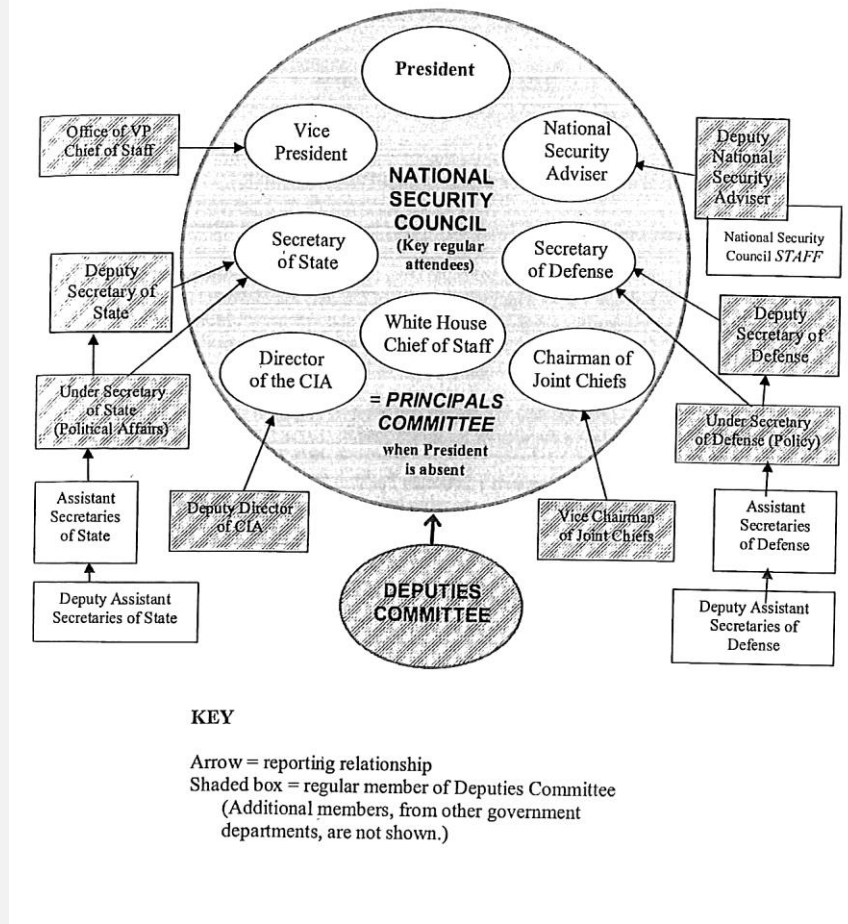 President
Office of VP
Chief of Staff
Vice
President
National
Security
Adviser
Deputy
National
Security
Adviser
National Security
Council STAFF
NATIONAL
SECURITY
COUNCIL
(Key regular
attendees)
Secretary
of State
Secretary
of Defense
Deputy
Secretary of
State
Deputy
Secretary of
Defense
White House
Chief of Staff
Director
of the CIA
Chairman of
Joint Chiefs
= PRINCIPALS
COMMITTEE
when President
is absent
Under Secretary
of State
(Political Affairs)
Under Secretary
of Defense (Policy)
Assistant
Secretaries
of State
Deputy Director
of CIA
Vice Chairman
of Joint Chiefs
Assistant
Secretaries
of Defense
Deputy Assistant
Secretaries of State
DEPUTIES
COMMITTEE
Deputy Assistant
Secretaries of
Defense
KEY
Arrow = reporting relationship
Shaded box = regular member of Deputies Committee
(Additional members, from other government
departments, are not shown.)